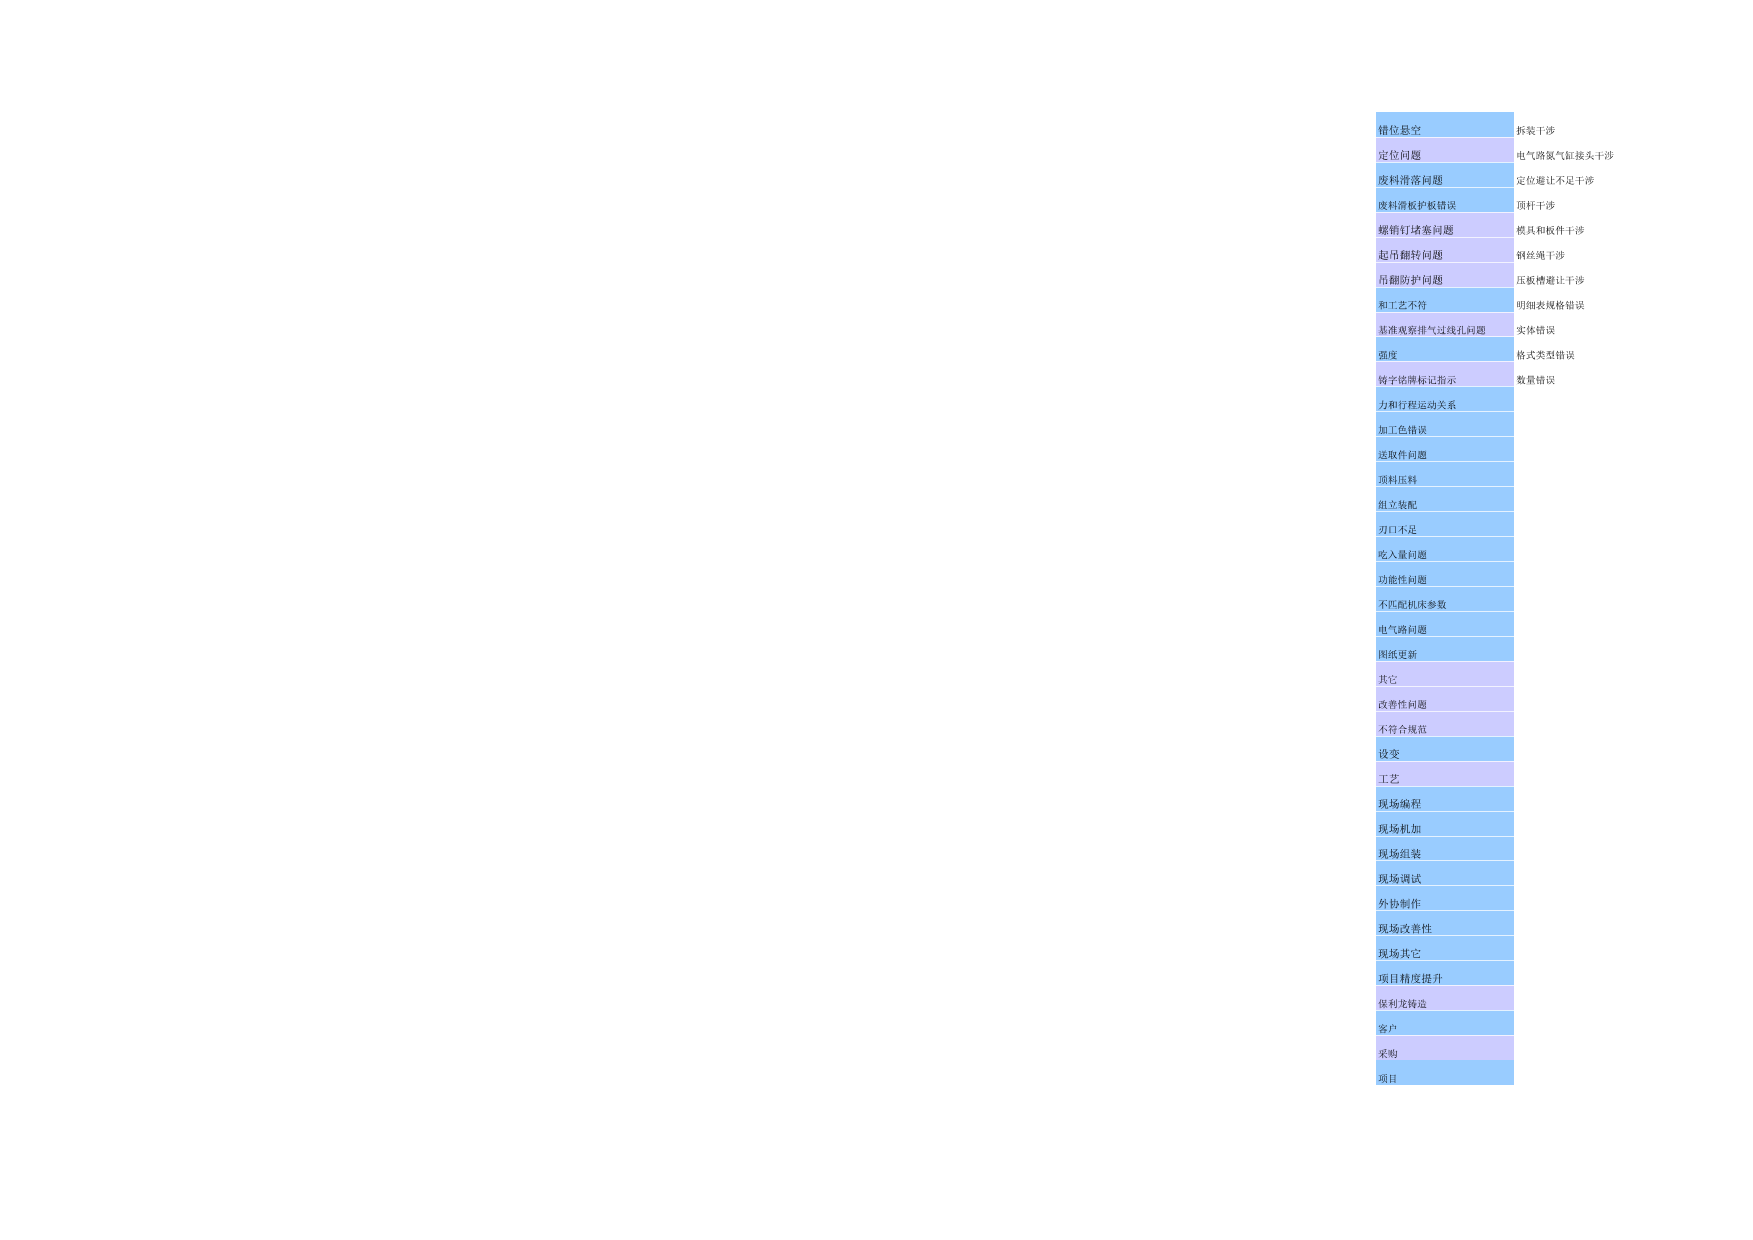 错位悬空 拆装干涉
定位问题 电气路氮气缸接头干涉
废料滑落问题 定位避让不足干涉
废料滑板护板错误 顶杆干涉
螺销钉堵塞问题 模具和板件干涉
起吊翻转问题 钢丝绳干涉
吊翻防护问题 压板槽避让干涉
和工艺不符 明细表规格错误
基准观察排气过线孔问题 实体错误
强度 格式类型错误
铸字铭牌标记指示 数量错误
力和行程运动关系
加工色错误
送取件问题
顶料压料
组立装配
刃口不足
吃入量问题
功能性问题
不匹配机床参数
电气路问题
图纸更新
其它
改善性问题
不符合规范
设变
工艺
现场编程
现场机加
现场组装
现场调试
外协制作
现场改善性
现场其它
项目精度提升
保利龙铸造
客户
采购
项目